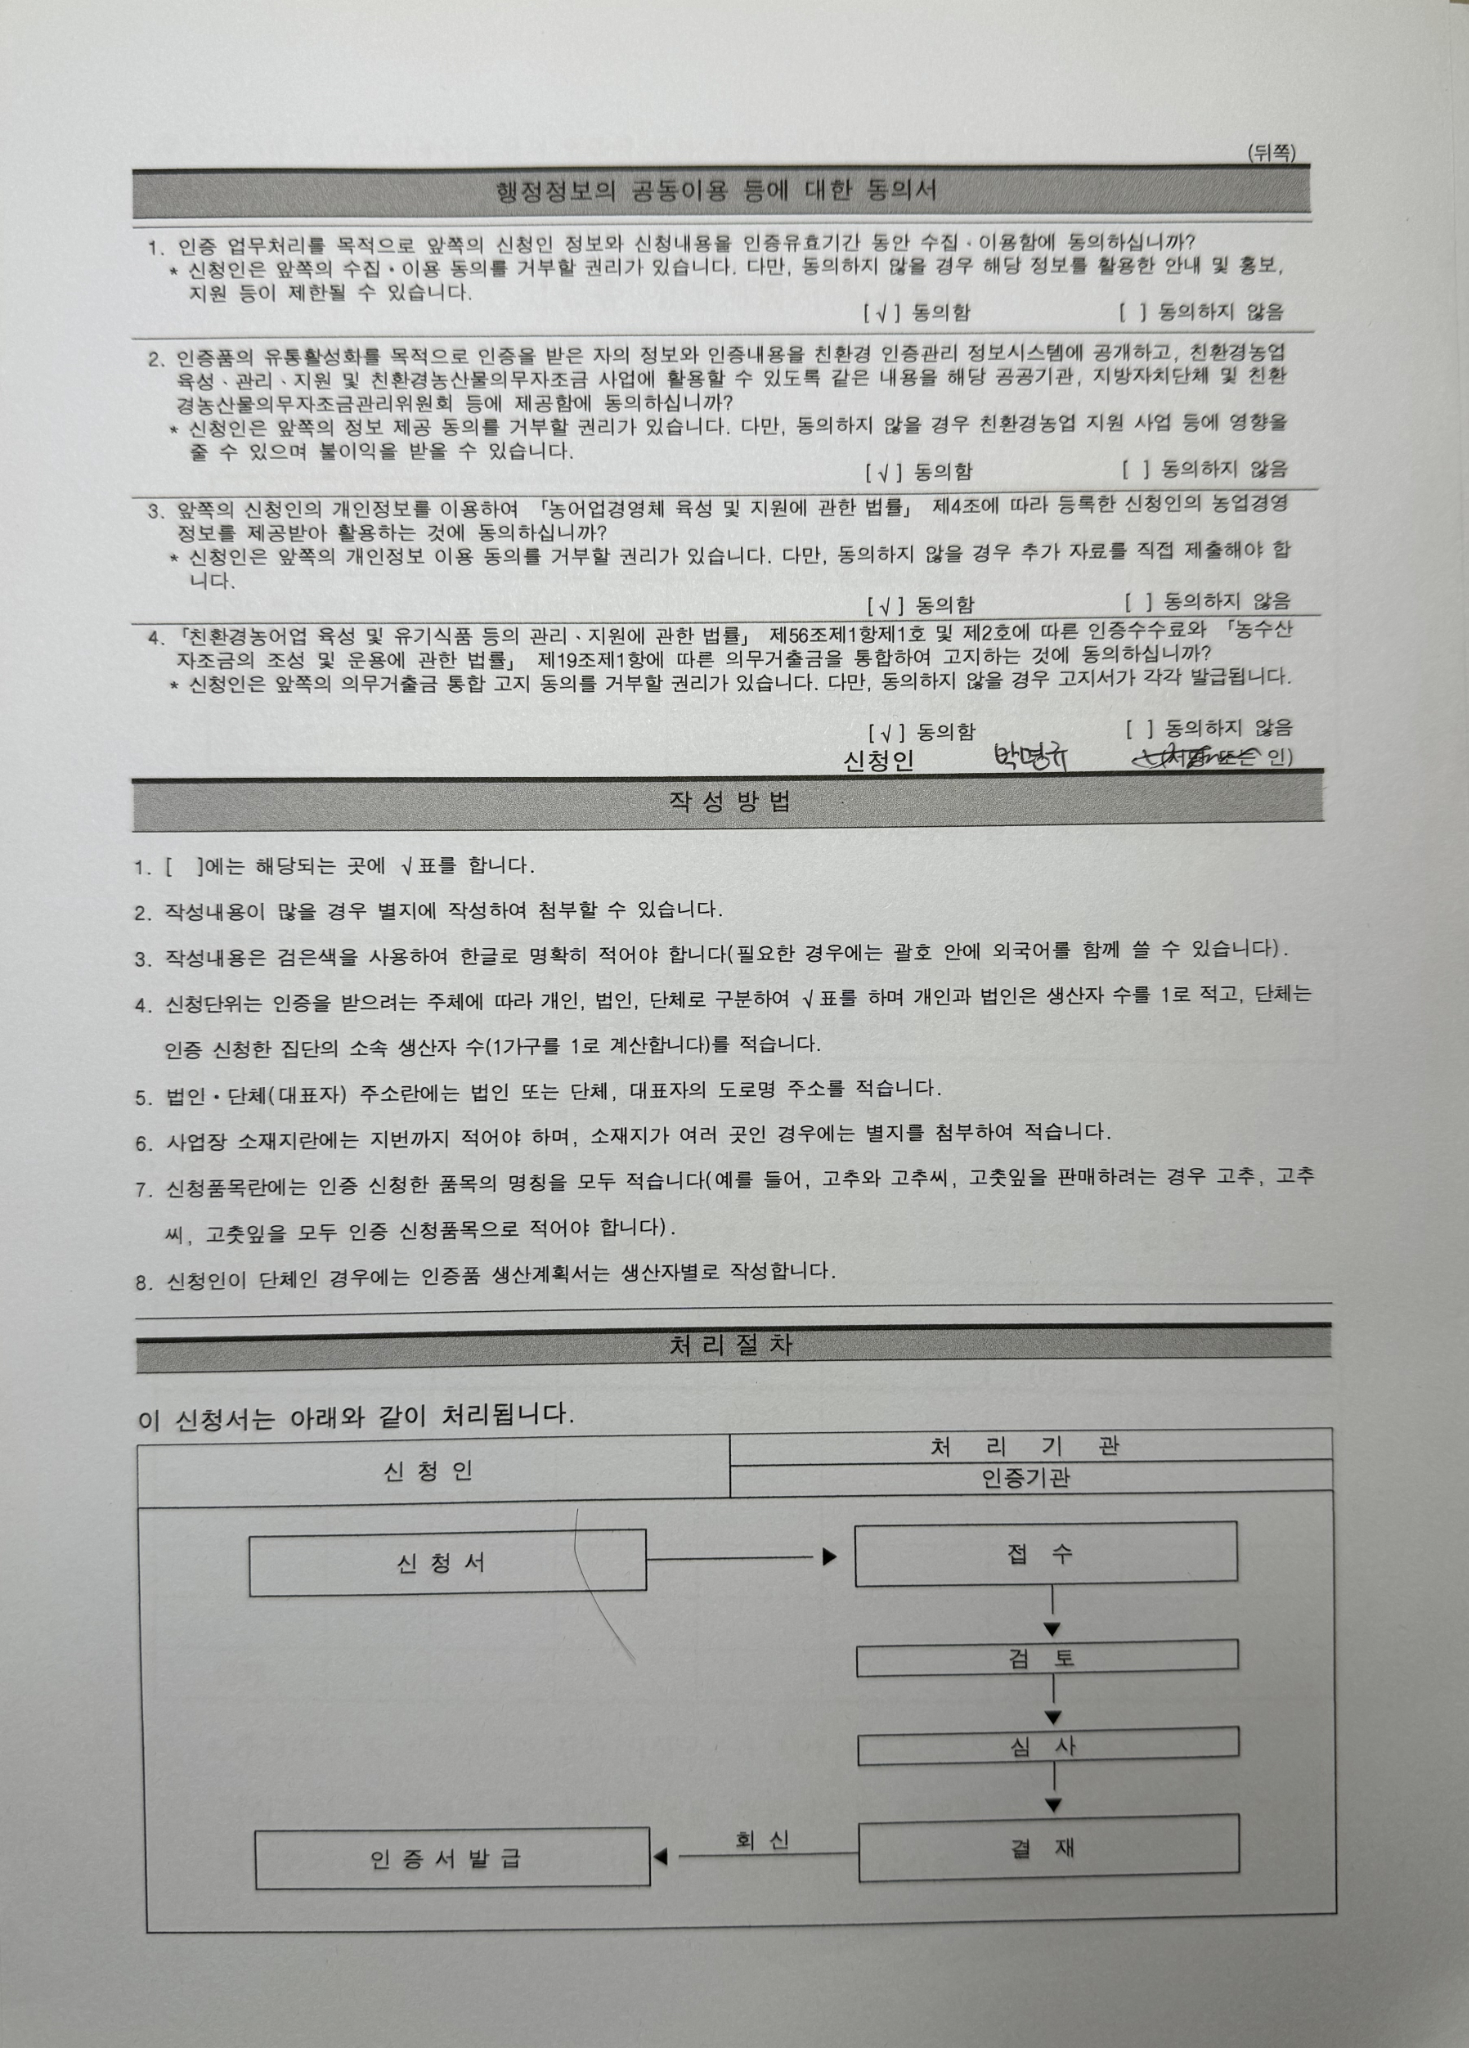 (뒤쪽)
행정정보의 공동이용 등에 대한 동의서
1. 인증 업무처리를 목적으로 앞쪽의 신청인 정보와 신청내용을 인증유효기간 동안 수집ㆍ이용함에 동의하십니까?
* 신청인은 앞쪽의 수집ㆍ이용 동의를 거부할 권리가 있습니다. 다만, 동의하지 않을 경우 해당 정보를 활용한 안내 및 홍보,
지원 등이 제한될 수 있습니다.
[√] 동의함 [ ] 동의하지 않음
2. 인증품의 유통활성화를 목적으로 인증을 받은 자의 정보와 인증내용을 친환경 인증관리 정보시스템에 공개하고, 친환경농업
육성ㆍ관리ㆍ지원 및 친환경농산물의무자조금 사업에 활용할 수 있도록 같은 내용을 해당 공공기관, 지방자치단체 및 친환
경농산물의무자조금관리위원회 등에 제공함에 동의하십니까?
* 신청인은 앞쪽의 정보 제공 동의를 거부할 권리가 있습니다. 다만, 동의하지 않을 경우 친환경농업 지원 사업 등에 영향을
줄 수 있으며 불이익을 받을 수 있습니다.
[√] 동의함 [ ] 동의하지 않음
3. 앞쪽의 신청인의 개인정보를 이용하여 「농어업경영체 육성 및 지원에 관한 법률」 제4조에 따라 등록한 신청인의 농업경영
정보를 제공받아 활용하는 것에 동의하십니까?
* 신청인은 앞쪽의 개인정보 이용 동의를 거부할 권리가 있습니다. 다만, 동의하지 않을 경우 추가 자료를 직접 제출해야 합
니다.
[√] 동의함 [ ] 동의하지 않음
4. 「친환경농어업 육성 및 유기식품 등의 관리ㆍ지원에 관한 법률」 제56조제1항제1호 및 제2호에 따른 인증수수료와 「농수산
자조금의 조성 및 운용에 관한 법률」 제19조제1항에 따른 의무거출금을 통합하여 고지하는 것에 동의하십니까?
* 신청인은 앞쪽의 의무거출금 통합 고지 동의를 거부할 권리가 있습니다. 다만, 동의하지 않을 경우 고지서가 각각 발급됩니다.
[√] 동의함 [ ] 동의하지 않음
신청인 박명규 (서명 또는 인)
작성방법
1. [ ]에는 해당되는 곳에 √표를 합니다.
2. 작성내용이 많을 경우 별지에 작성하여 첨부할 수 있습니다.
3. 작성내용은 검은색을 사용하여 한글로 명확히 적어야 합니다(필요한 경우에는 괄호 안에 외국어를 함께 쓸 수 있습니다).
4. 신청단위는 인증을 받으려는 주체에 따라 개인, 법인, 단체로 구분하여 √표를 하며 개인과 법인은 생산자 수를 1로 적고, 단체는
인증 신청한 집단의 소속 생산자 수(1가구를 1로 계산합니다)를 적습니다.
5. 법인ㆍ단체(대표자) 주소란에는 법인 또는 단체, 대표자의 도로명 주소를 적습니다.
6. 사업장 소재지란에는 지번까지 적어야 하며, 소재지가 여러 곳인 경우에는 별지를 첨부하여 적습니다.
7. 신청품목란에는 인증 신청한 품목의 명칭을 모두 적습니다(예를 들어, 고추와 고추씨, 고춧잎을 판매하려는 경우 고추, 고추
씨, 고춧잎을 모두 인증 신청품목으로 적어야 합니다).
8. 신청인이 단체인 경우에는 인증품 생산계획서는 생산자별로 작성합니다.
처리절차
이 신청서는 아래와 같이 처리됩니다.
신청인
처리기관
인증기관
신청서
접수
검토
심사
결재
회신
인증서발급